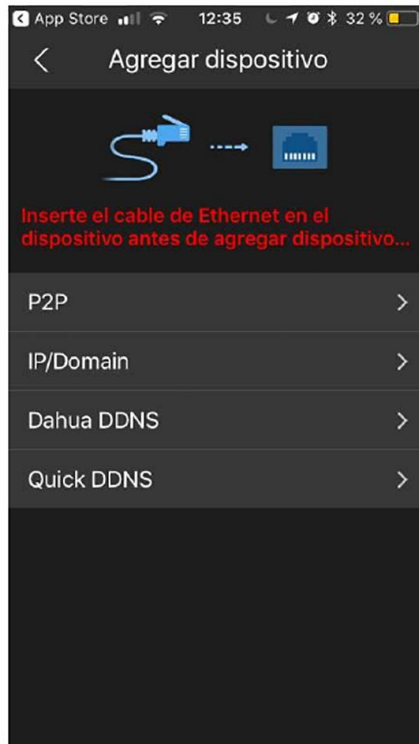 App Store 12:35 32 %
Agregar dispositivo
Inserte el cable de Ethernet en el
dispositivo antes de agregar dispositivo...
P2P
IP/Domain
Dahua DDNS
Quick DDNS